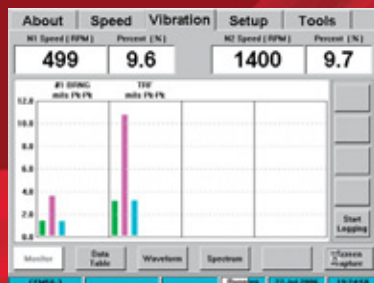 About Speed Vibration Setup Tools
N1 Speed (RPM) Percent (%) N2 Speed (RPM) Percent (%)
499 9.6 1400 9.7
#1 BRNG TRF
mils Pk Pk mils Pk Pk
12.0
10.0
8.0
6.0
4.0
2.0
0.0
Start
Logging
Monitor Data Table Waveform Spectrum Screen Capture